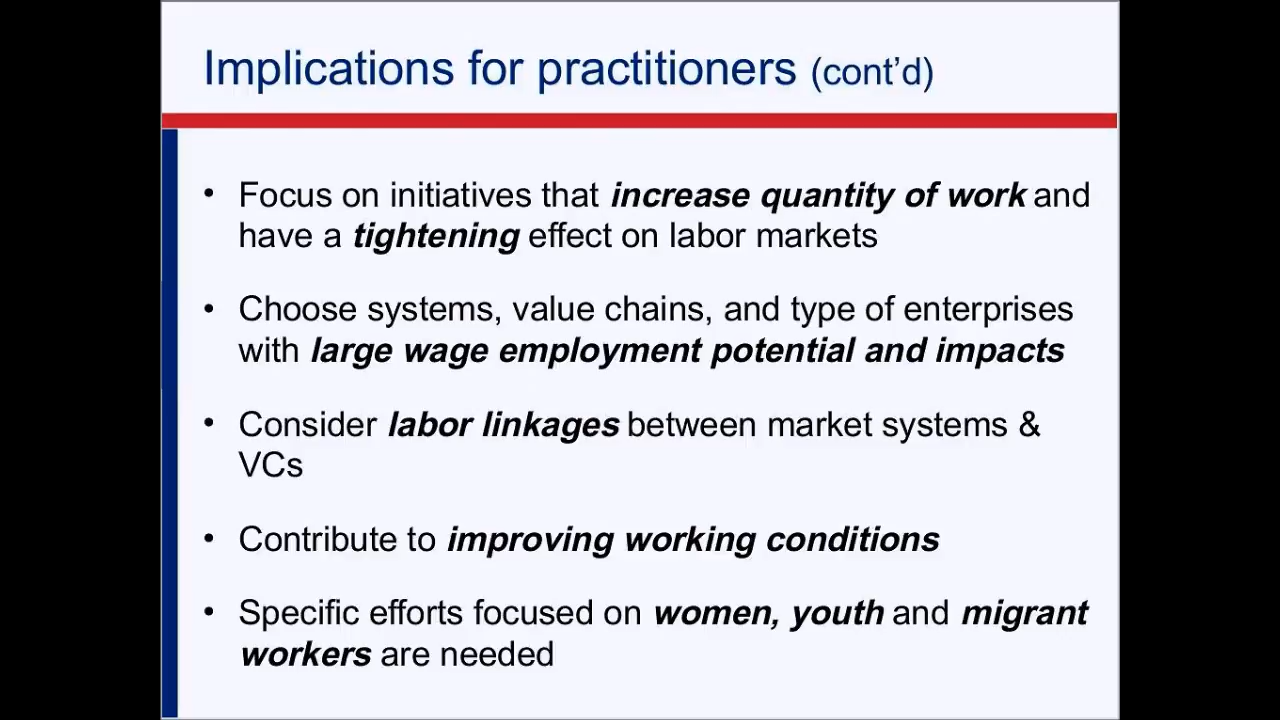 Implications for practitioners (cont’d)
• Focus on initiatives that increase quantity of work and
have a tightening effect on labor markets
• Choose systems, value chains, and type of enterprises
with large wage employment potential and impacts
• Consider labor linkages between market systems &
VCs
• Contribute to improving working conditions
• Specific efforts focused on women, youth and migrant
workers are needed